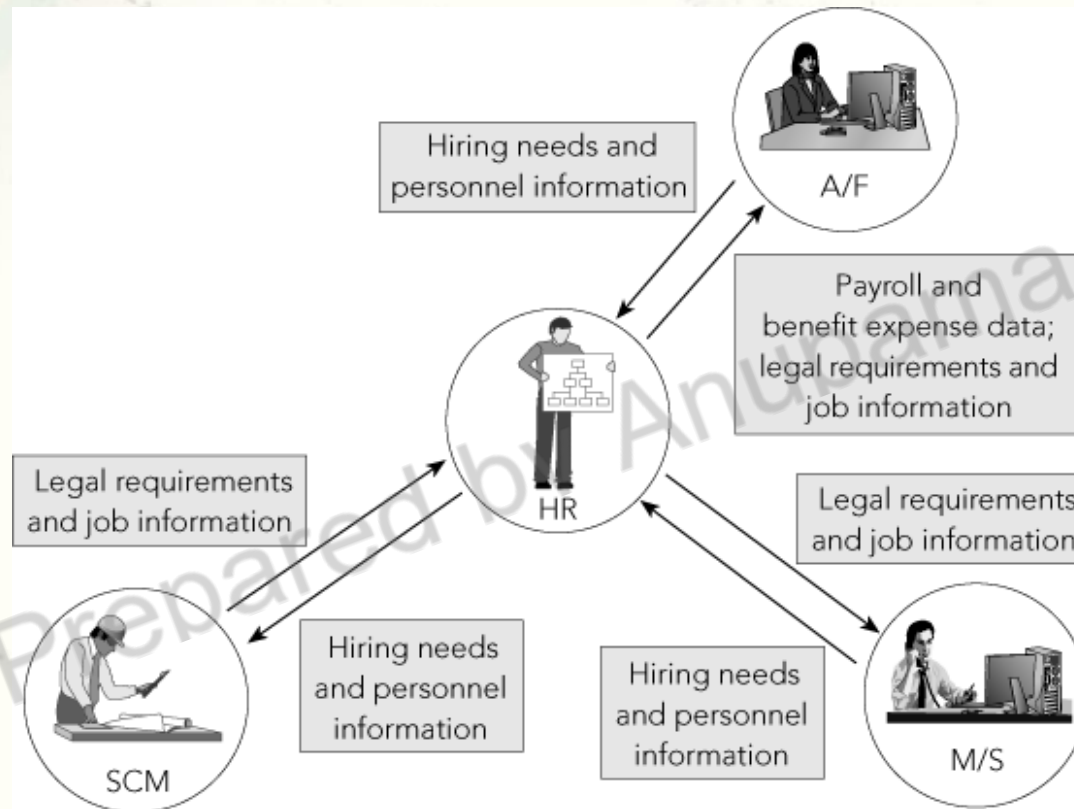 A/F
Hiring needs and
personnel information
Payroll and
benefit expense data;
legal requirements and
job information
HR
Legal requirements
and job information
Legal requirements
and job information
SCM
Hiring needs
and personnel
information
Hiring needs
and personnel
information
M/S
Prepared by Anupama